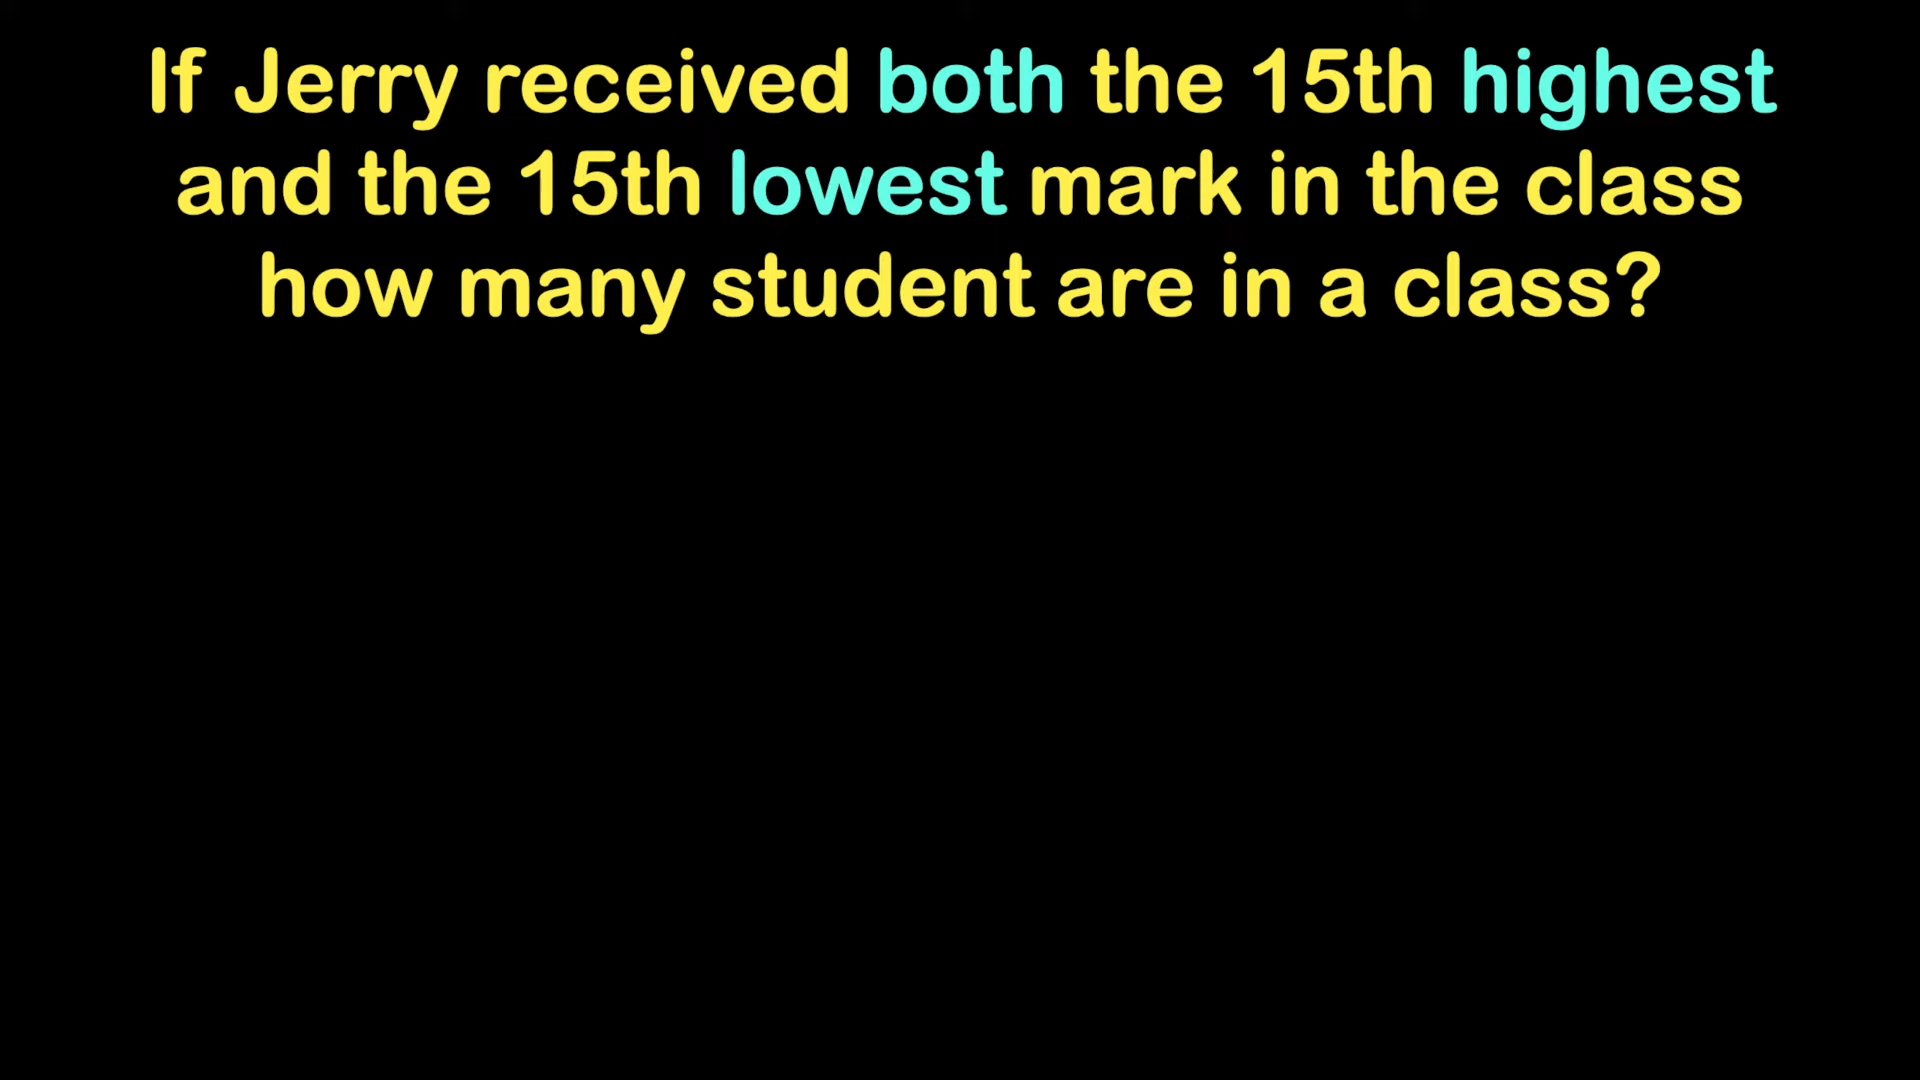 If Jerry received both the 15th highest
and the 15th lowest mark in the class
how many student are in a class?